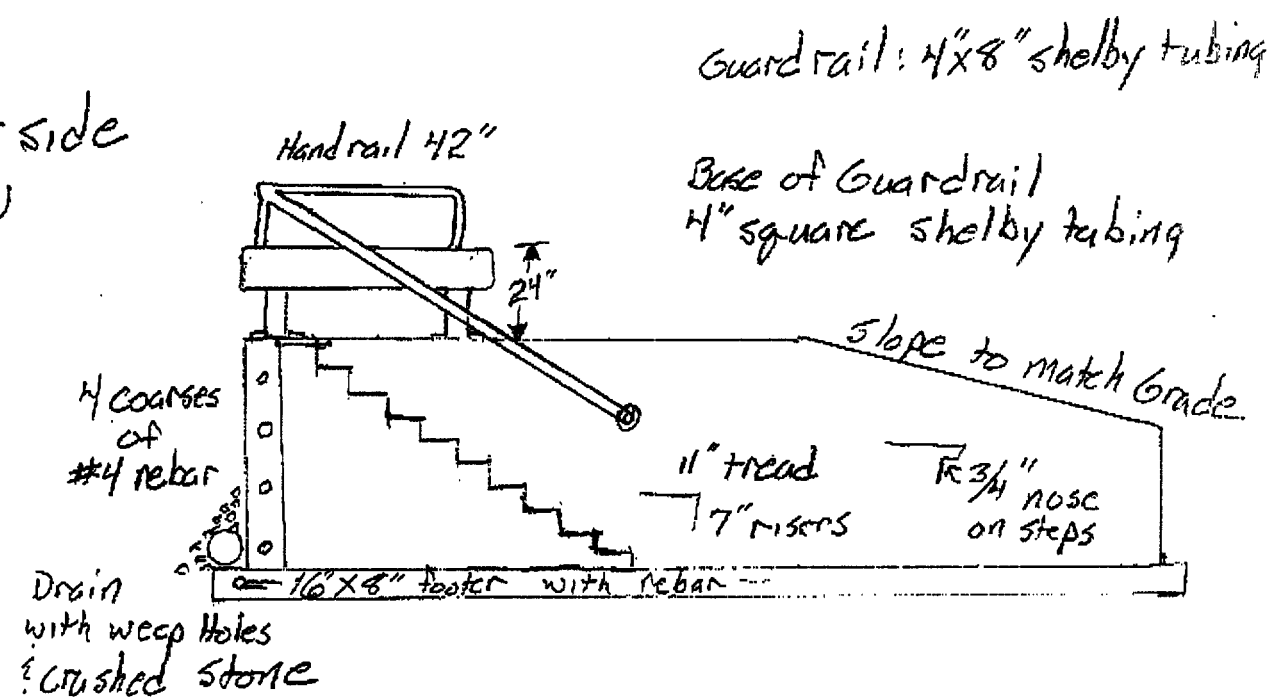 Guardrail: 4"x8" shelby tubing
side
Handrail 42"
Base of Guardrail
4" square shelby tubing
24"
Slope to match Grade
4 coarses
of
#4 rebar
11" tread
7" risers
3/4" nose
on steps
16"x8" footer with rebar
Drain
with weep Holes
& Crushed stone